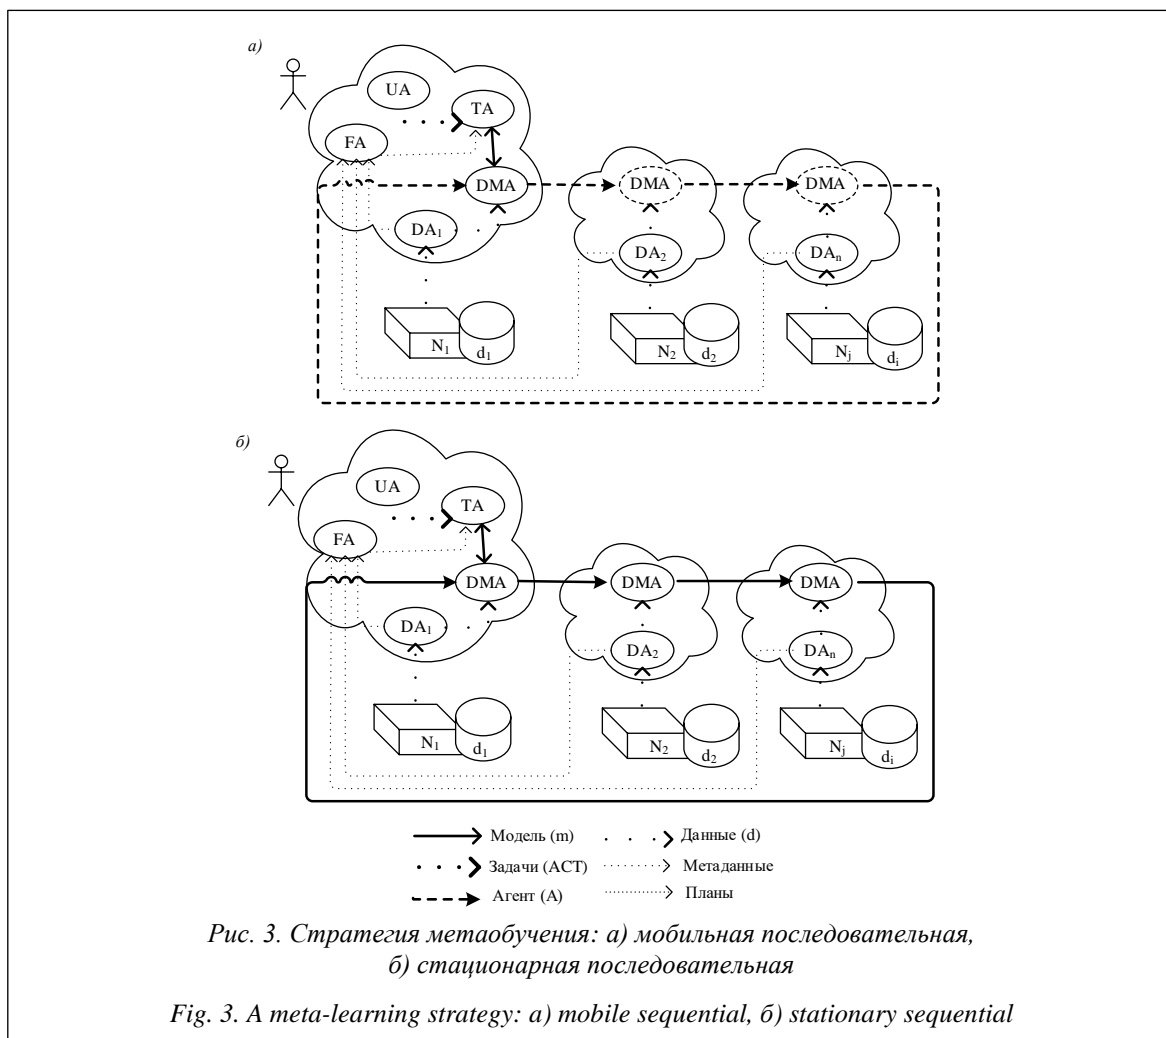 а)
UA
TA
FA
DMA
DMA
DMA
DA1
DA2
DAn
N1
d1
N2
d2
Nj
di
б)
UA
TA
FA
DMA
DMA
DMA
DA1
DA2
DAn
N1
d1
N2
d2
Nj
di
Модель (m)
Данные (d)
Задачи (ACT)
Метаданные
Агент (A)
Планы
Рис. 3. Стратегия метаобучения: а) мобильная последовательная,
б) стационарная последовательная
Fig. 3. A meta-learning strategy: а) mobile sequential, б) stationary sequential